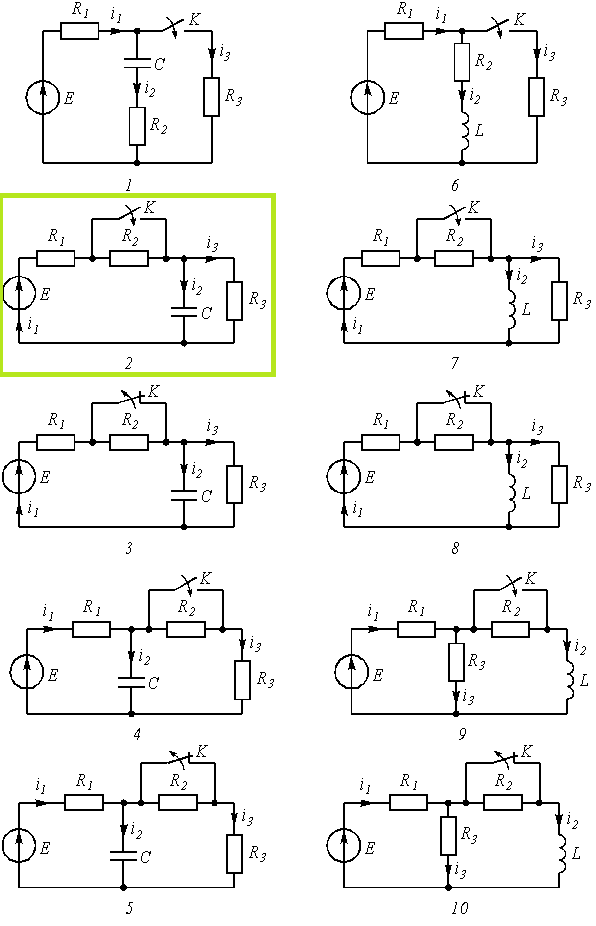 R1 i1 K
C i3
E i2 R3
R2
1
R1 i1 K
R2 i3
E i2 R3
L
6
K
R1 R2 i3
E i2 R3
i1 C
2
K
R1 R2 i3
E i2 R3
i1 L
7
K
R1 R2 i3
E i2 R3
i1 C
3
K
R1 R2 i3
E i2 R3
i1 L
8
K
i1 R1 R2
i2 i3
E C R3
4
K
i1 R1 R2
i2
E R3 L
i3
9
K
i1 R1 R2
i2 i3
E C R3
5
K
i1 R1 R2
i2
E R3 L
i3
10